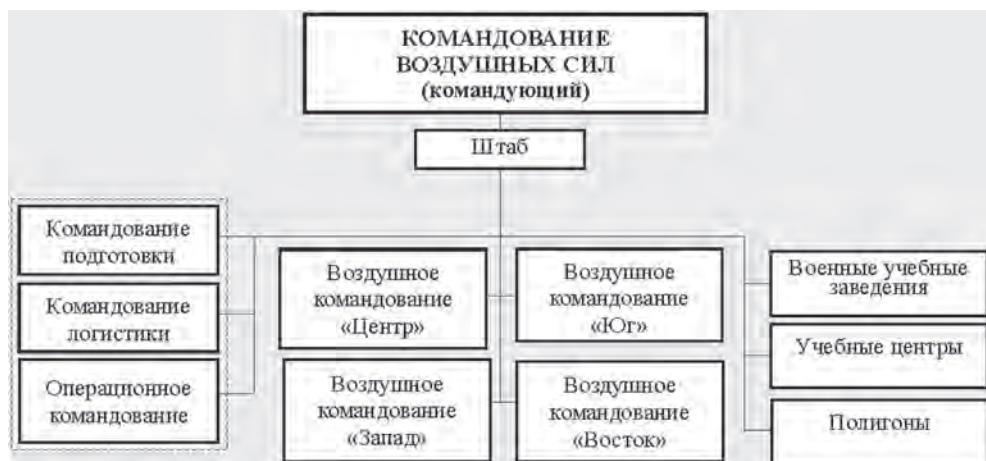 КОМАНДОВАНИЕ
ВОЗДУШНЫХ СИЛ
(командующий)
Штаб
Командование
подготовки
Командование
логистики
Операционное
командование
Воздушное
командование
«Центр»
Воздушное
командование
«Юг»
Воздушное
командование
«Запад»
Воздушное
командование
«Восток»
Военные учебные
заведения
Учебные центры
Полигоны